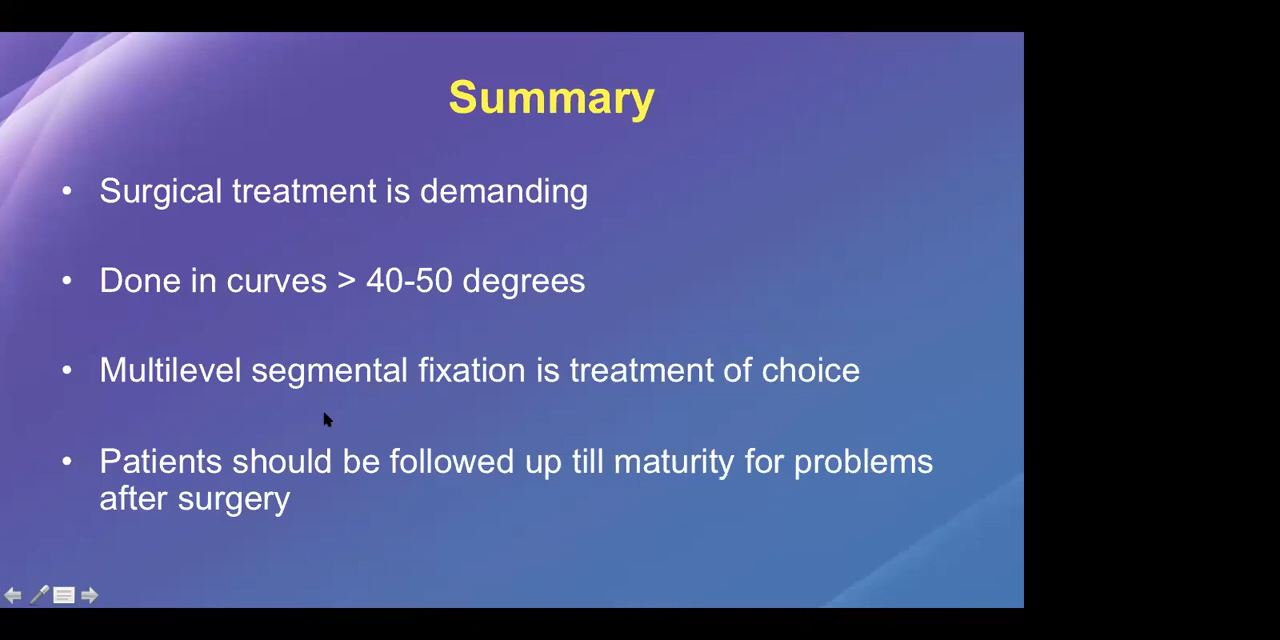 Summary
• Surgical treatment is demanding
• Done in curves > 40-50 degrees
• Multilevel segmental fixation is treatment of choice
• Patients should be followed up till maturity for problems
after surgery